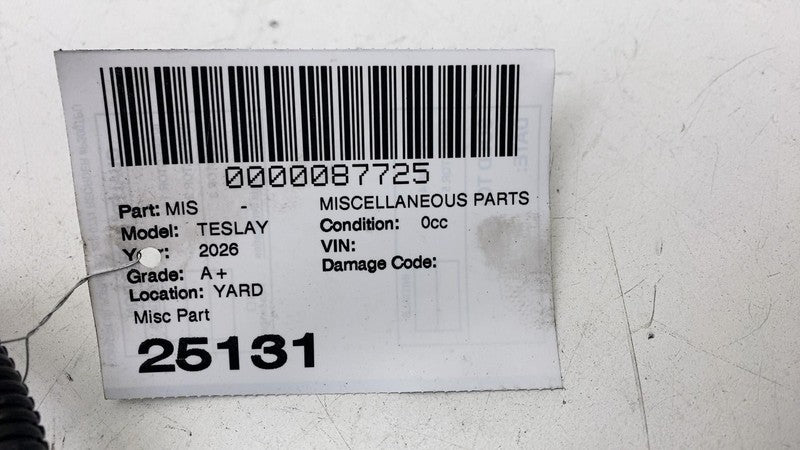 0000087725
Part: MIS - MISCELLANEOUS PARTS
Model: TESLAY Condition: 0cc
Year: 2026 VIN:
Grade: A+ Damage Code:
Location: YARD
Misc Part
25131